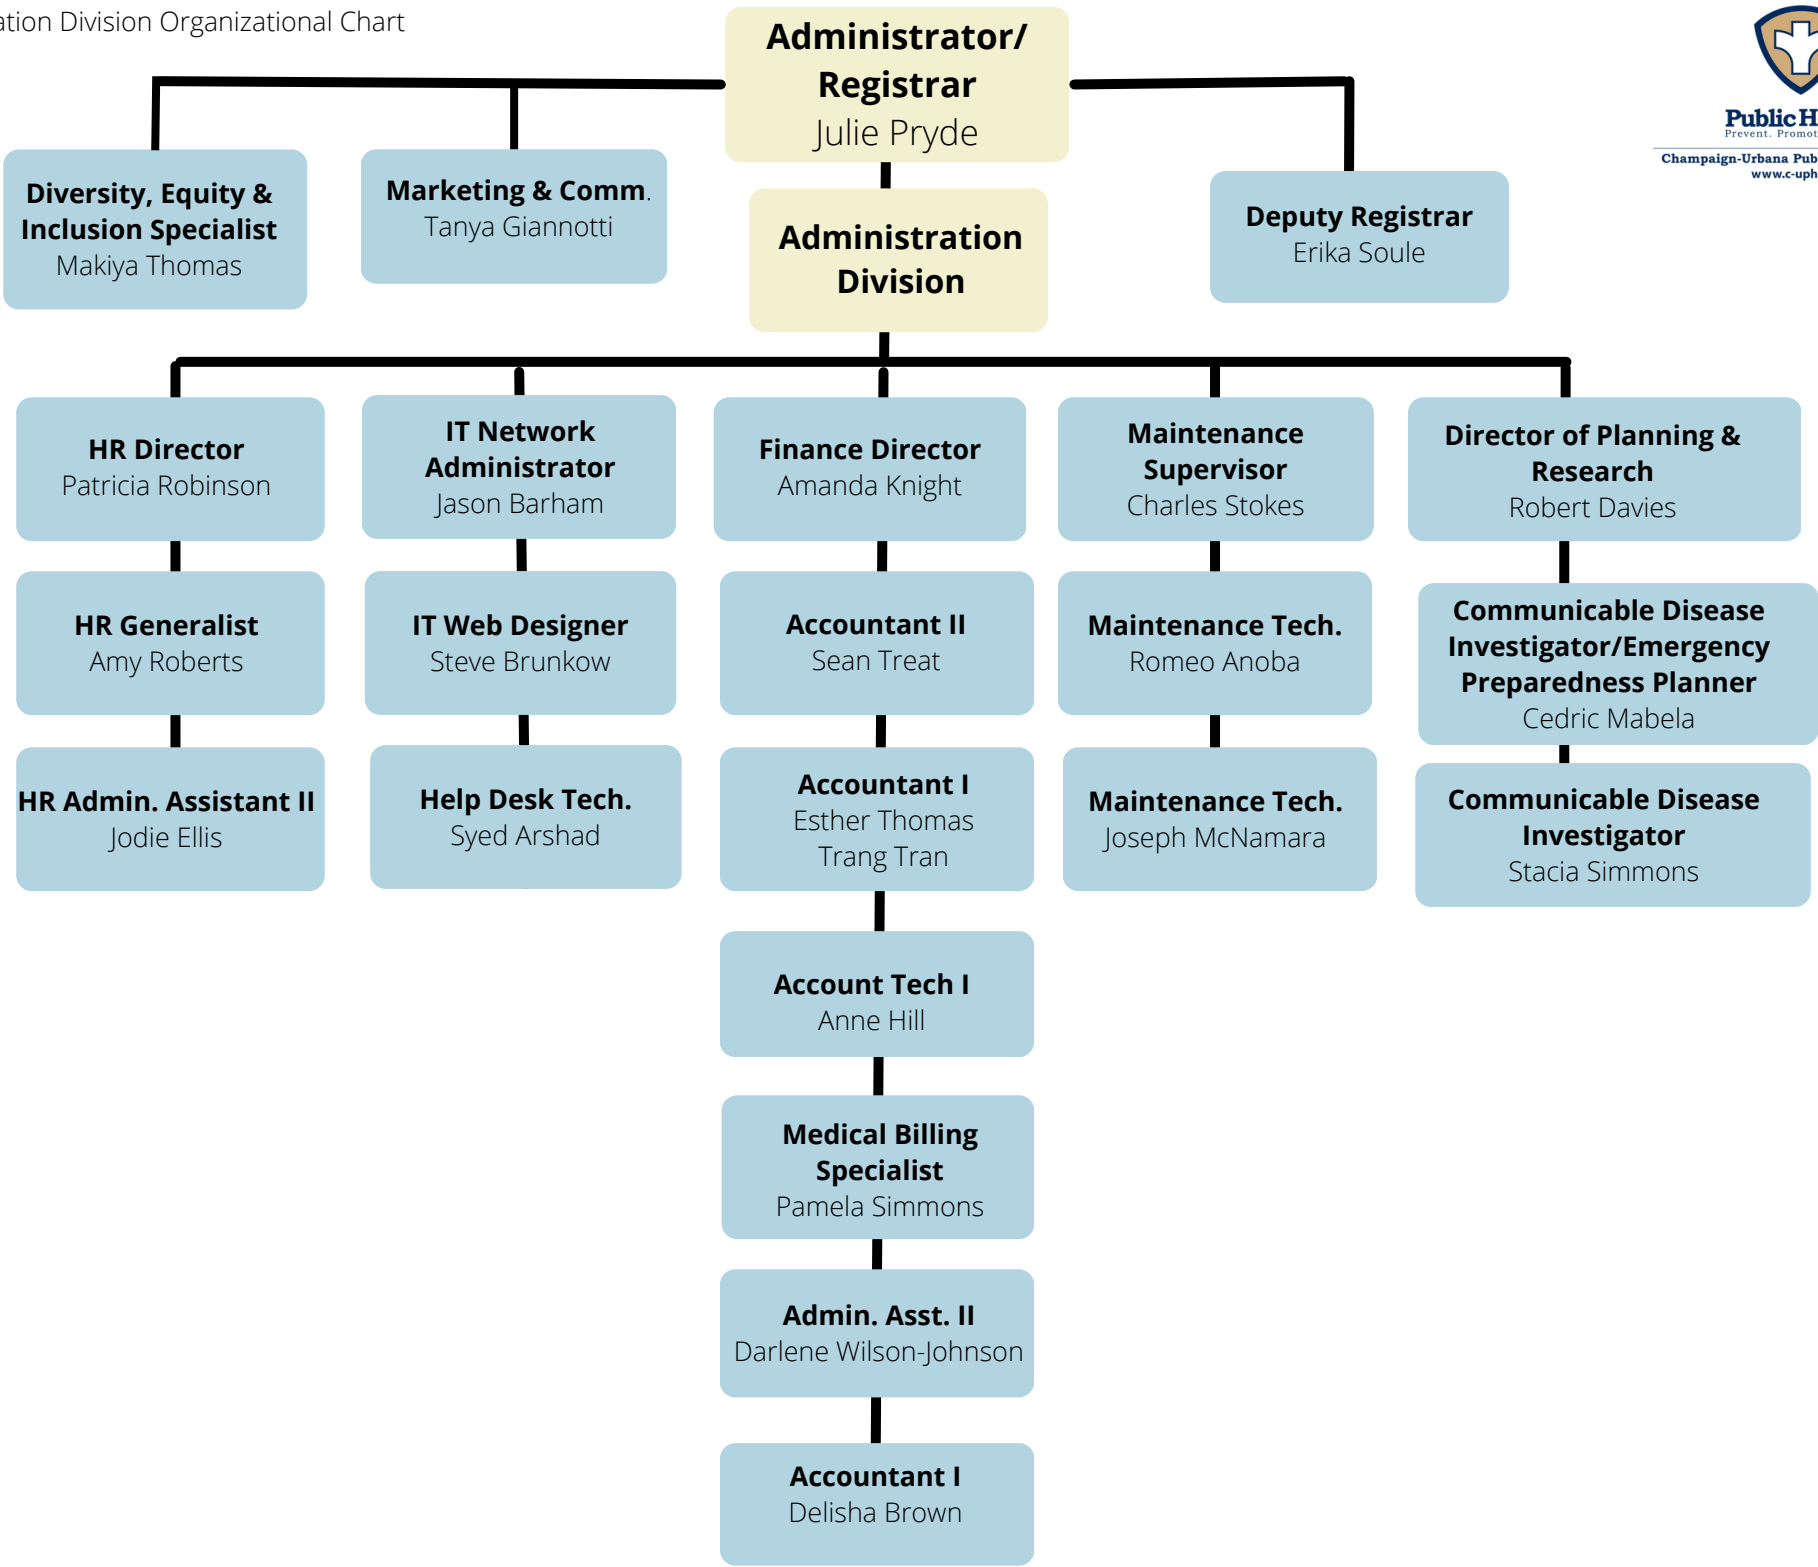 Division Organizational Chart
Administrator/
Registrar
Julie Pryde
Public
Prevent.
Champaign-Urbana
Diversity, Equity &
Inclusion Specialist
Makiya Thomas
Marketing & Comm.
Tanya Giannotti
Administration
Division
Deputy Registrar
Erika Soule
HR Director
Patricia Robinson
IT Network
Administrator
Jason Barham
Finance Director
Amanda Knight
Maintenance
Supervisor
Charles Stokes
Director of Planning &
Research
Robert Davies
HR Generalist
Amy Roberts
IT Web Designer
Steve Brunkow
Accountant II
Sean Treat
Maintenance Tech.
Romeo Anoba
Communicable Disease
Investigator/Emergency
Preparedness Planner
Cedric Mabela
HR Admin. Assistant II
Jodie Ellis
Help Desk Tech.
Syed Arshad
Accountant I
Esther Thomas
Trang Tran
Maintenance Tech.
Joseph McNamara
Communicable Disease
Investigator
Stacia Simmons
Account Tech I
Anne Hill
Medical Billing
Specialist
Pamela Simmons
Admin. Asst. II
Darlene Wilson-Johnson
Accountant I
Delisha Brown